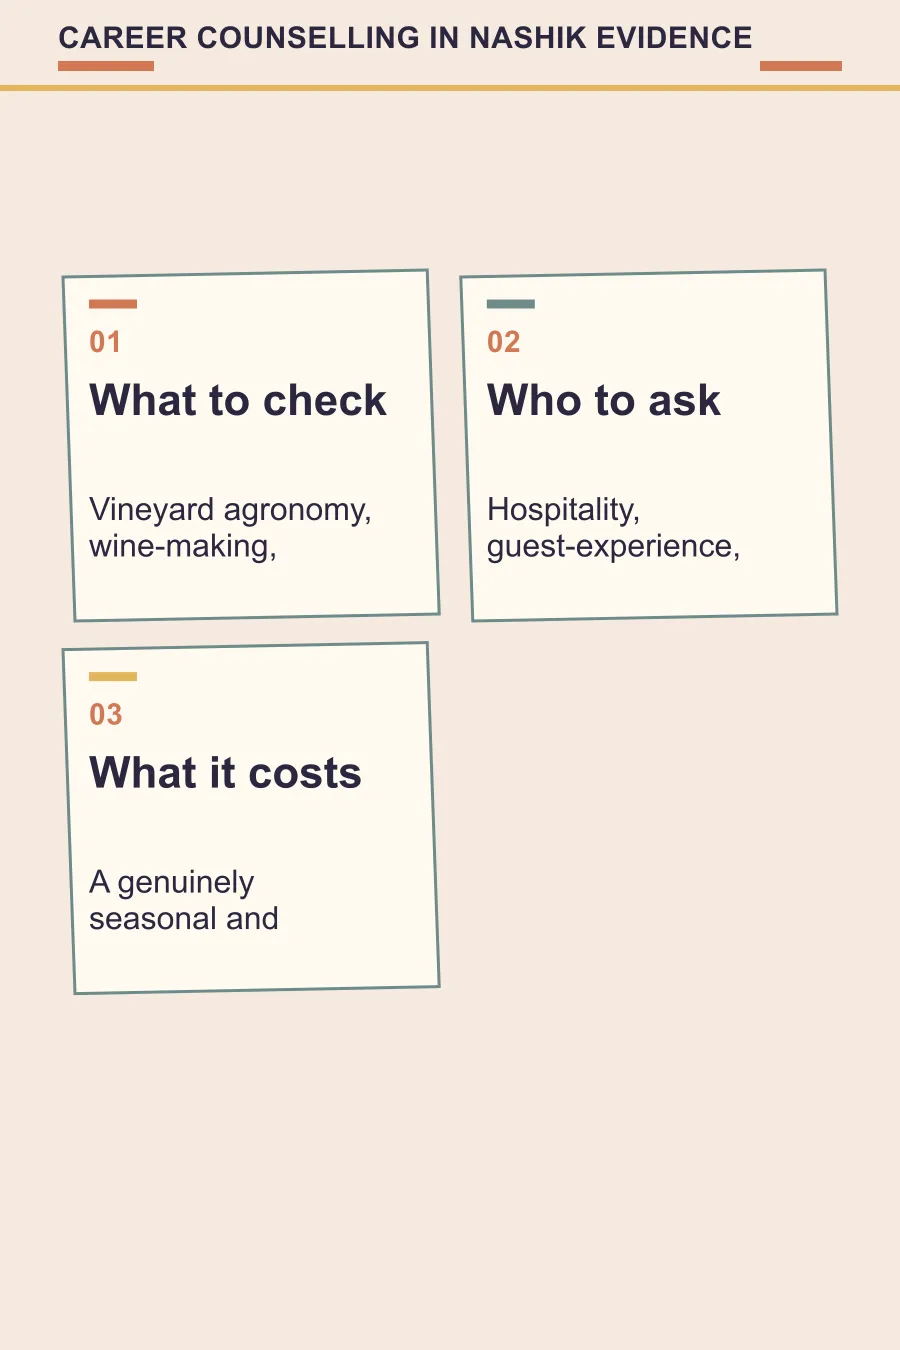 CAREER COUNSELLING IN NASHIK EVIDENCE
01
What to check
Vineyard agronomy,
wine-making,
02
Who to ask
Hospitality,
guest-experience,
03
What it costs
A genuinely
seasonal and